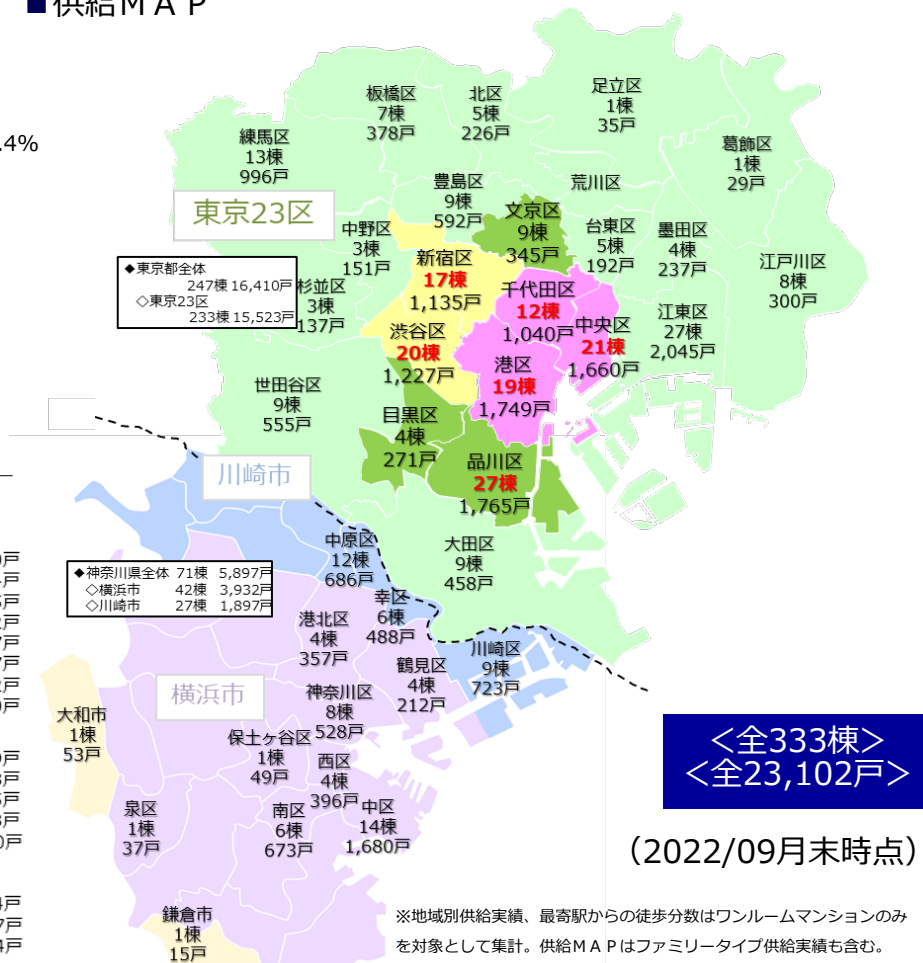 ■供給ＭＡＰ
.4%
板橋区
7棟
378戸
北区
5棟
226戸
足立区
1棟
35戸
練馬区
13棟
996戸
葛飾区
1棟
29戸
豊島区
9棟
592戸
荒川区
東京23区
文京区
9棟
345戸
中野区
3棟
151戸
台東区
5棟
192戸
墨田区
4棟
237戸
新宿区
17棟
1,135戸
江戸川区
8棟
300戸
◆東京都全体
247棟 16,410戸
◇東京23区
233棟 15,523戸
杉並区
3棟
137戸
千代田区
12棟
1,040戸
江東区
27棟
2,045戸
中央区
21棟
1,660戸
渋谷区
20棟
1,227戸
港区
19棟
1,749戸
世田谷区
9棟
555戸
目黒区
4棟
271戸
品川区
27棟
1,765戸
川崎市
中原区
12棟
686戸
大田区
9棟
458戸
◆神奈川県全体 71棟 5,897戸
◇横浜市 42棟 3,932戸
◇川崎市 27棟 1,897戸
幸区
6棟
488戸
港北区
4棟
357戸
川崎区
9棟
723戸
鶴見区
4棟
212戸
横浜市
神奈川区
8棟
528戸
大和市
1棟
53戸
保土ヶ谷区
1棟
49戸
西区
4棟
396戸
泉区
1棟
37戸
南区
6棟
673戸
中区
14棟
1,680戸
鎌倉市
1棟
15戸
＜全333棟＞
＜全23,102戸＞
（2022/09月末時点）
※地域別供給実績、最寄駅からの徒歩分数はワンルームマンションのみ
を対象として集計。供給ＭＡＰはファミリータイプ供給実績も含む。